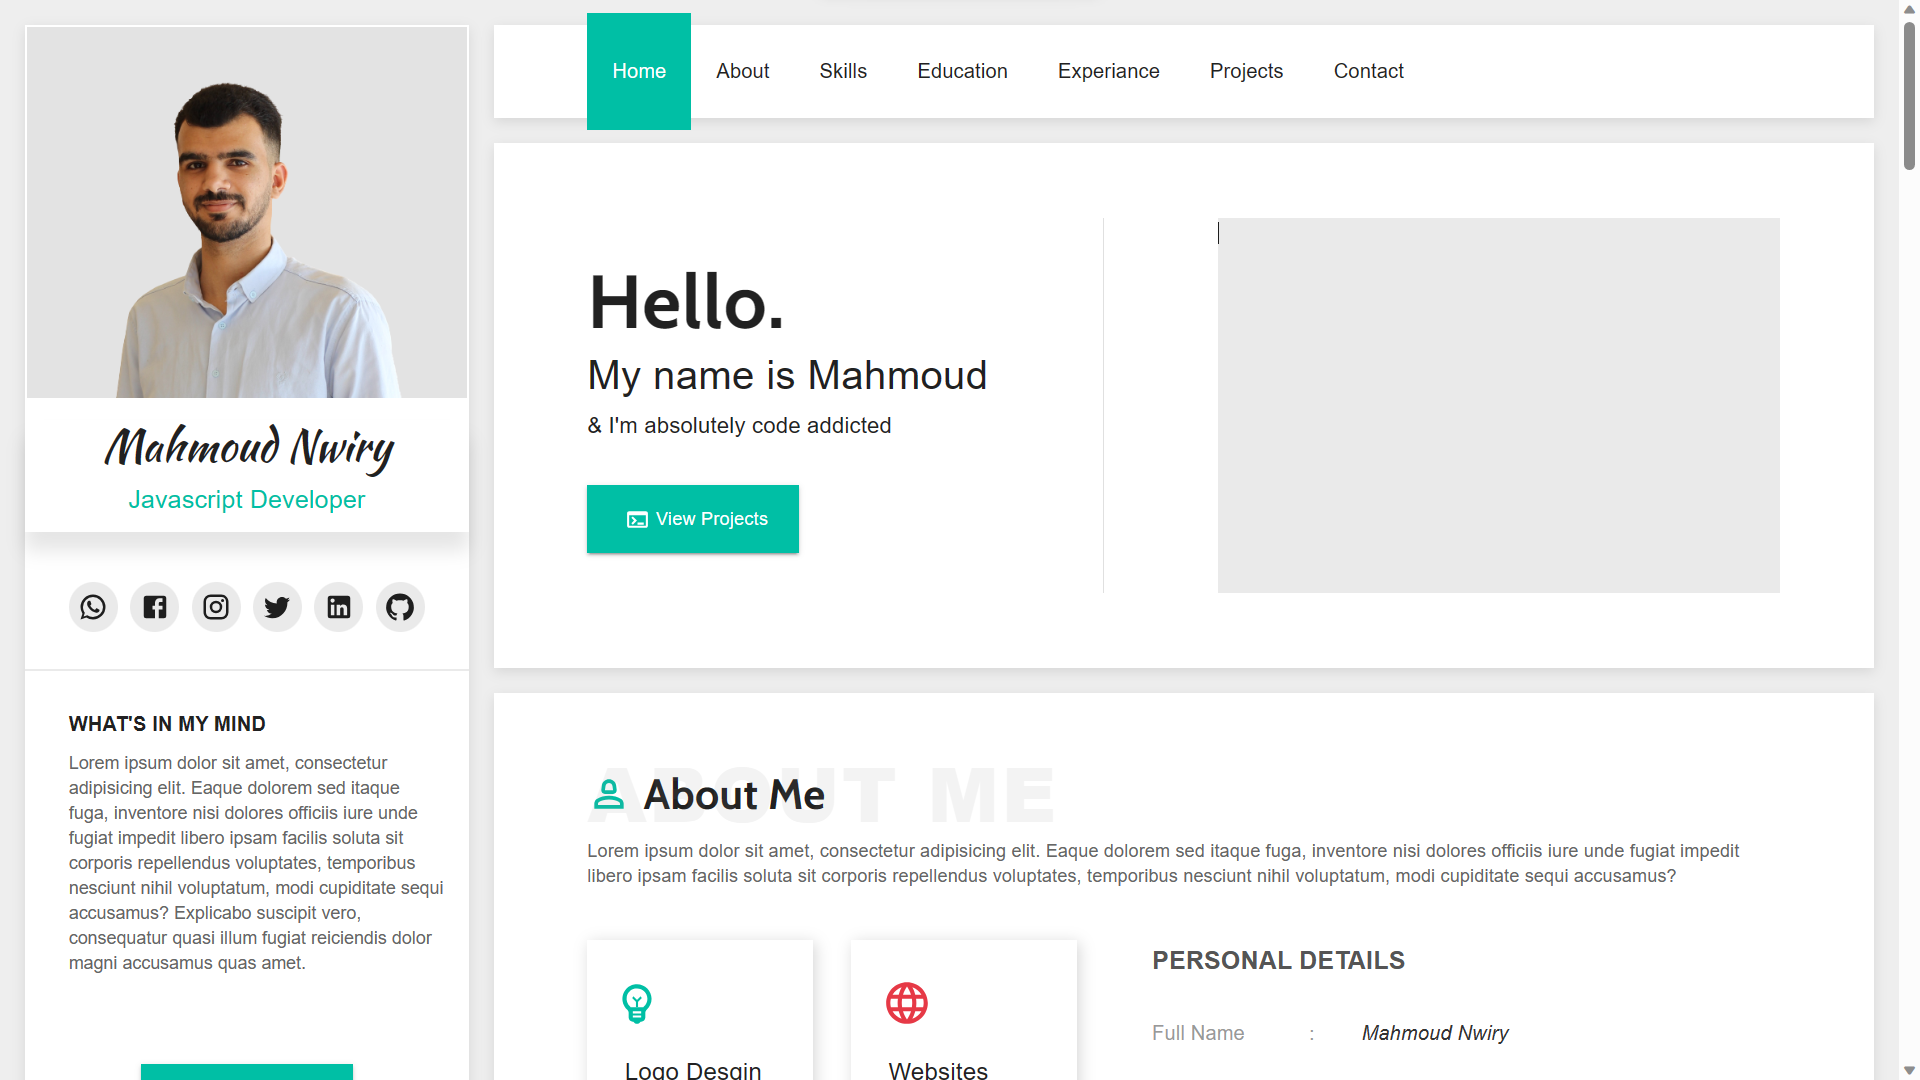 Home About Skills Education Experiance Projects Contact
Mahmoud Nwiry
Javascript Developer
WHAT'S IN MY MIND
Lorem ipsum dolor sit amet, consectetur
adipisicing elit. Eaque dolorem sed itaque
fuga, inventore nisi dolores officiis iure unde
fugiat impedit libero ipsam facilis soluta sit
corporis repellendus voluptates, temporibus
nesciunt nihil voluptatum, modi cupiditate sequi
accusamus? Explicabo suscipit vero,
consequatur quasi illum fugiat reiciendis dolor
magni accusamus quas amet.
Hello.
My name is Mahmoud
& I'm absolutely code addicted
View Projects
ABOUT ME
About Me
Lorem ipsum dolor sit amet, consectetur adipisicing elit. Eaque dolorem sed itaque fuga, inventore nisi dolores officiis iure unde fugiat impedit
libero ipsam facilis soluta sit corporis repellendus voluptates, temporibus nesciunt nihil voluptatum, modi cupiditate sequi accusamus?
Logo Desgin
Websites
PERSONAL DETAILS
Full Name : Mahmoud Nwiry